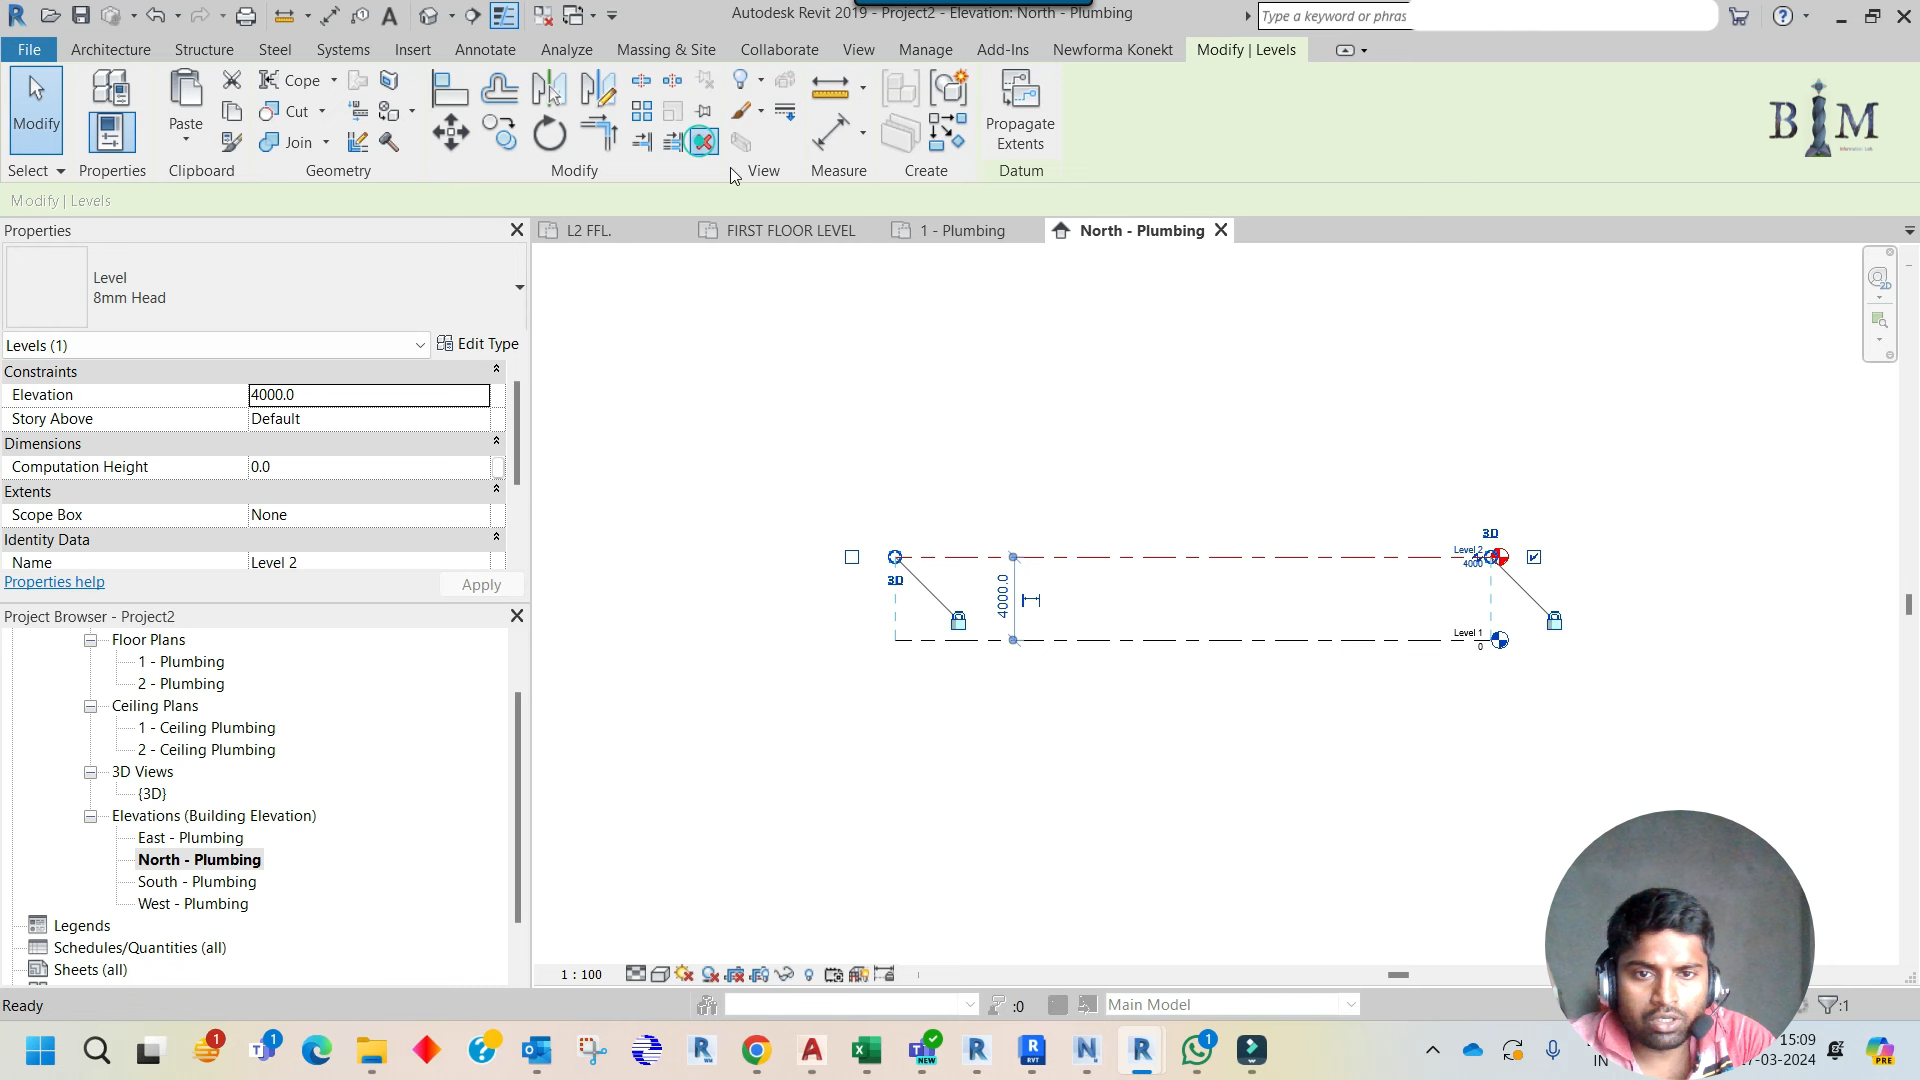 Autodesk Revit 2019 - Project2 - Elevation: North - Plumbing
Type a keyword or phras
File Architecture Structure Steel Systems Insert Annotate Analyze Massing & Site Collaborate View Manage Add-Ins Newforma Konekt Modify | Levels
Modify
Paste
Cope
Cut
Join
Propagate
Extents
Select Properties Clipboard Geometry Modify View Measure Create Datum
BIM
Modify | Levels
Properties
L2 FFL.
FIRST FLOOR LEVEL
1 - Plumbing
North - Plumbing
Level
8mm Head
Levels (1)
Edit Type
Constraints
Elevation 4000.0
Story Above Default
Dimensions
Computation Height 0.0
Extents
Scope Box None
Identity Data
Name Level 2
Properties help
Apply
3D
Level 2
4000
3D
4000.0
Level 1
0
2D
Project Browser - Project2
Floor Plans
1 - Plumbing
2 - Plumbing
Ceiling Plans
1 - Ceiling Plumbing
2 - Ceiling Plumbing
3D Views
{3D}
Elevations (Building Elevation)
East - Plumbing
North - Plumbing
South - Plumbing
West - Plumbing
Legends
Schedules/Quantities (all)
Sheets (all)
1 : 100
Ready
:0
Main Model
:1
15:09
-03-2024
IN
NEW
PRE